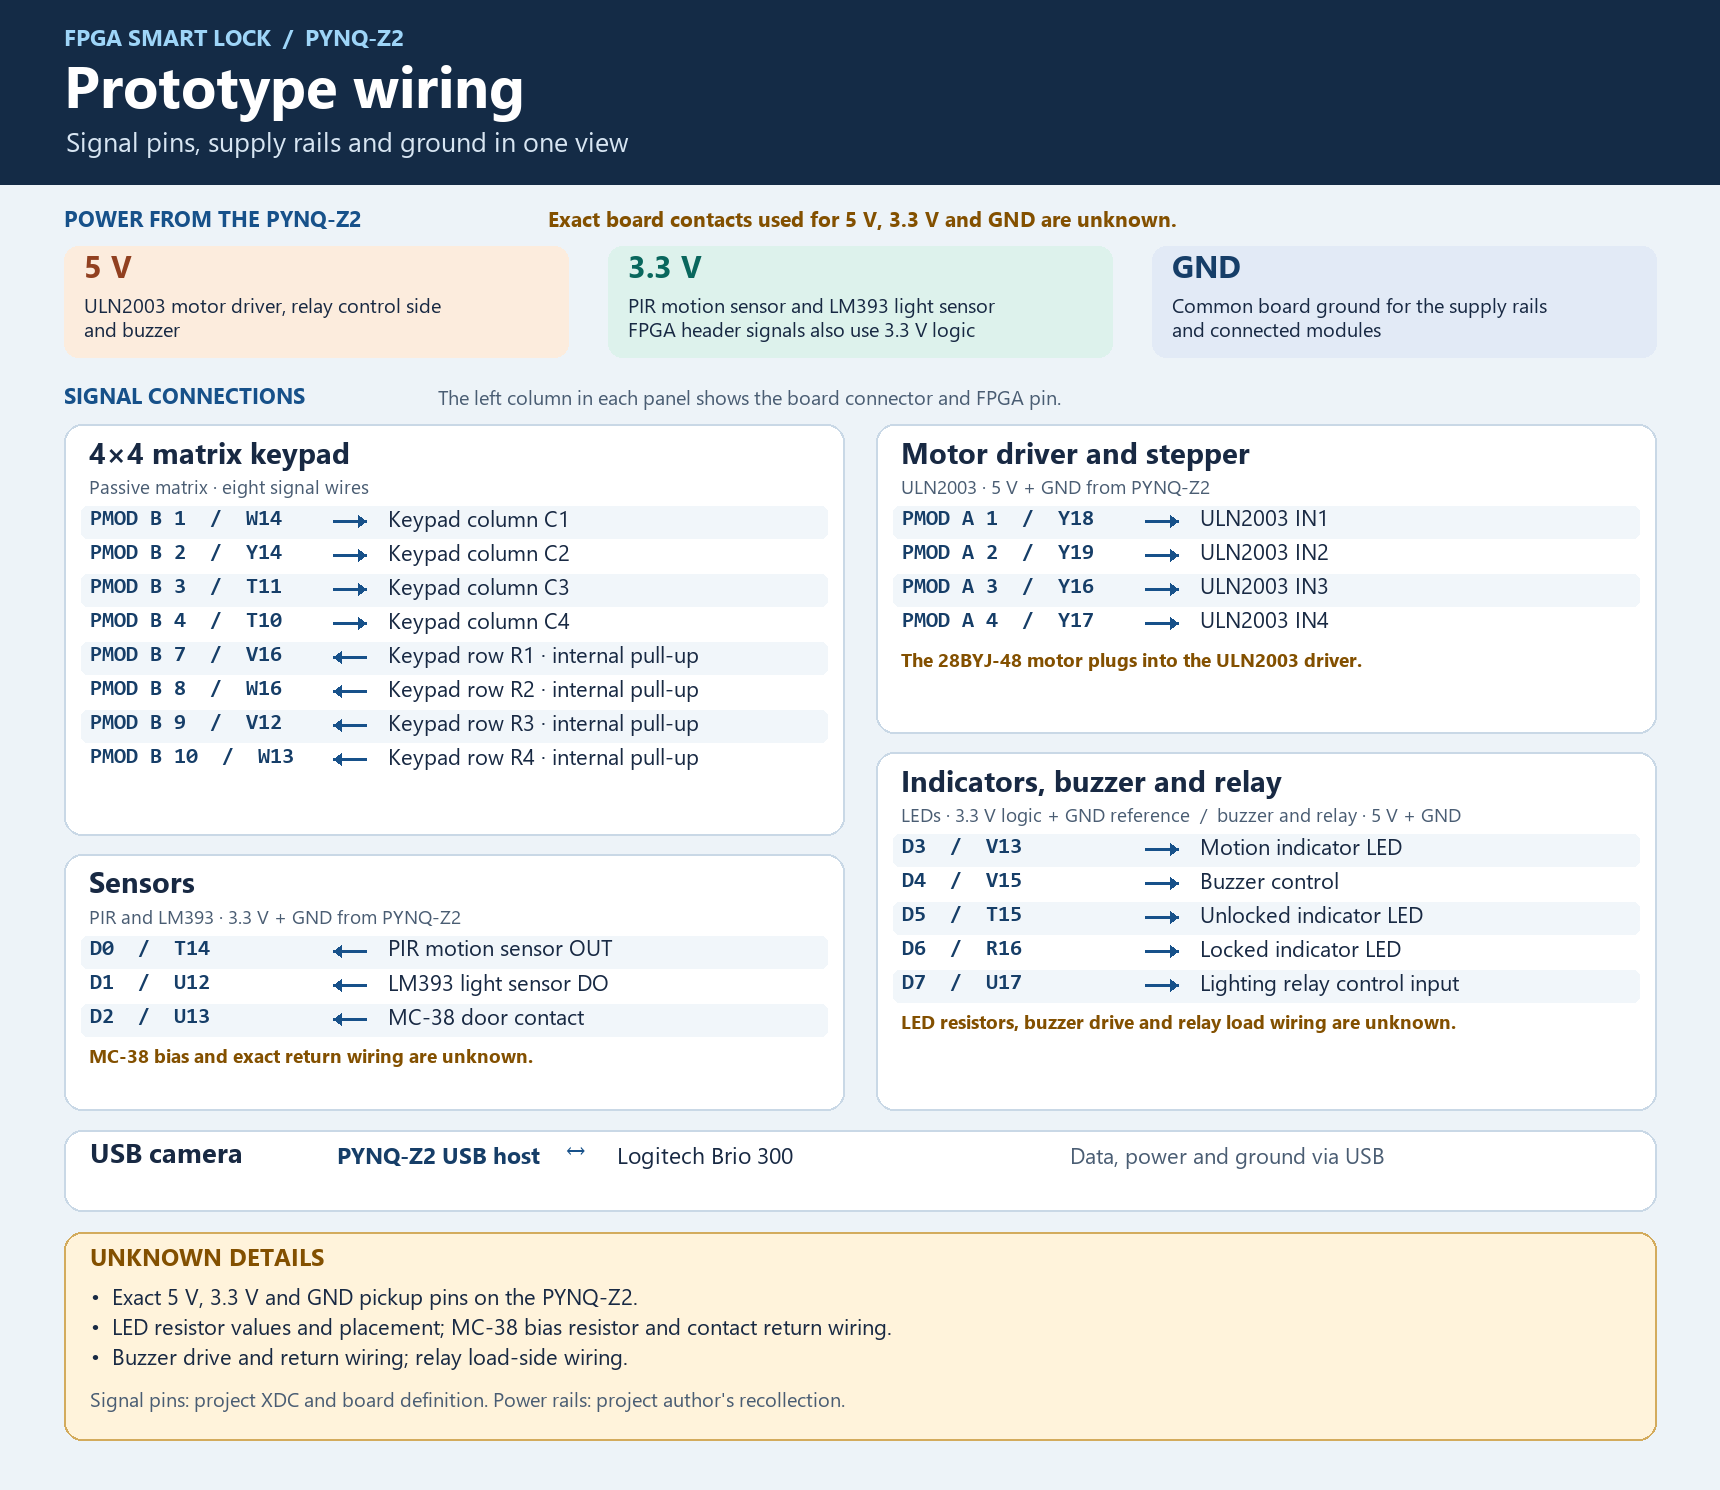 FPGA SMART LOCK / PYNQ-Z2
Prototype wiring
Signal pins, supply rails and ground in one view
POWER FROM THE PYNQ-Z2
Exact board contacts used for 5 V, 3.3 V and GND are unknown.
5 V
ULN2003 motor driver, relay control side
and buzzer
3.3 V
PIR motion sensor and LM393 light sensor
FPGA header signals also use 3.3 V logic
GND
Common board ground for the supply rails
and connected modules
SIGNAL CONNECTIONS
The left column in each panel shows the board connector and FPGA pin.
4×4 matrix keypad
Passive matrix · eight signal wires
PMOD B 1 / W14 → Keypad column C1
PMOD B 2 / Y14 → Keypad column C2
PMOD B 3 / T11 → Keypad column C3
PMOD B 4 / T10 → Keypad column C4
PMOD B 7 / V16 ← Keypad row R1 · internal pull-up
PMOD B 8 / W16 ← Keypad row R2 · internal pull-up
PMOD B 9 / V12 ← Keypad row R3 · internal pull-up
PMOD B 10 / W13 ← Keypad row R4 · internal pull-up
Motor driver and stepper
ULN2003 · 5 V + GND from PYNQ-Z2
PMOD A 1 / Y18 → ULN2003 IN1
PMOD A 2 / Y19 → ULN2003 IN2
PMOD A 3 / Y16 → ULN2003 IN3
PMOD A 4 / Y17 → ULN2003 IN4
The 28BYJ-48 motor plugs into the ULN2003 driver.
Sensors
PIR and LM393 · 3.3 V + GND from PYNQ-Z2
D0 / T14 ← PIR motion sensor OUT
D1 / U12 ← LM393 light sensor DO
D2 / U13 ← MC-38 door contact
MC-38 bias and exact return wiring are unknown.
Indicators, buzzer and relay
LEDs · 3.3 V logic + GND reference / buzzer and relay · 5 V + GND
D3 / V13 → Motion indicator LED
D4 / V15 → Buzzer control
D5 / T15 → Unlocked indicator LED
D6 / R16 → Locked indicator LED
D7 / U17 → Lighting relay control input
LED resistors, buzzer drive and relay load wiring are unknown.
USB camera PYNQ-Z2 USB host ↔ Logitech Brio 300 Data, power and ground via USB
UNKNOWN DETAILS
• Exact 5 V, 3.3 V and GND pickup pins on the PYNQ-Z2.
• LED resistor values and placement; MC-38 bias resistor and contact return wiring.
• Buzzer drive and return wiring; relay load-side wiring.
Signal pins: project XDC and board definition. Power rails: project author's recollection.